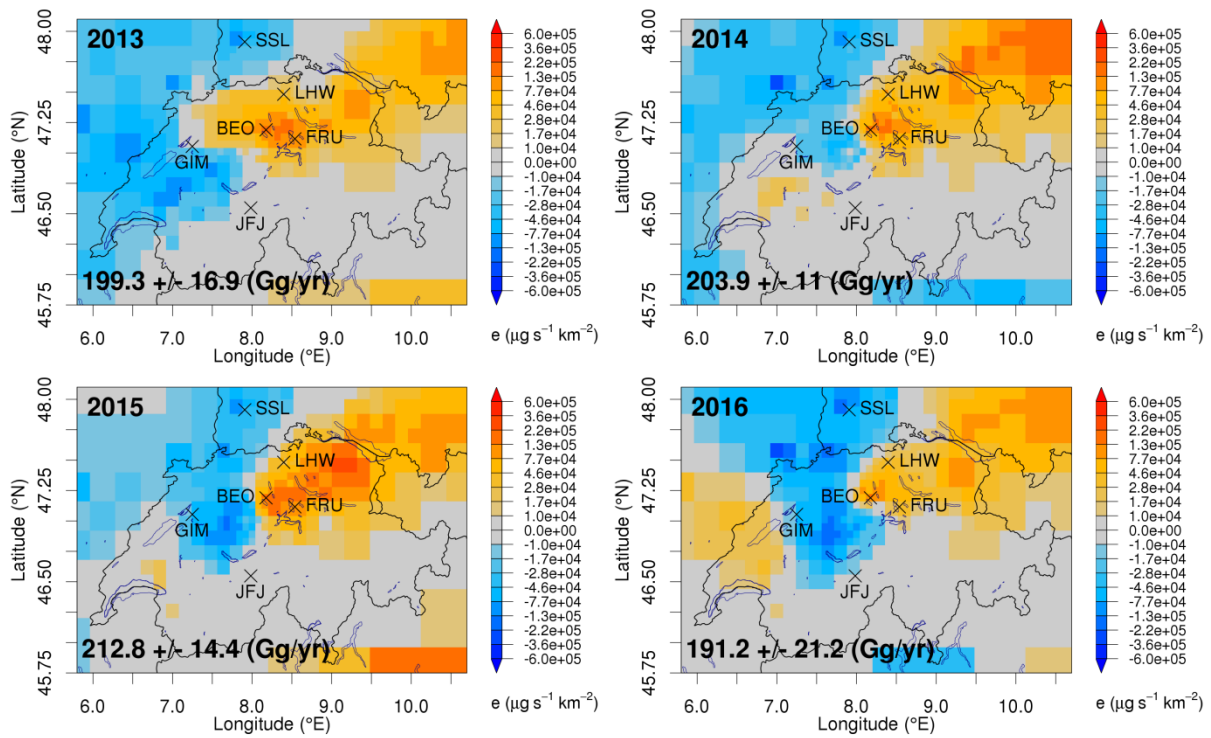 2013
SSL
LHW
BEO
FRU
GIM
JFJ
199.3 +/- 16.9 (Gg/yr)
48.00
47.25
46.50
45.75
Latitude (°N)
6.0 7.0 8.0 9.0 10.0
Longitude (°E)
6.0e+05
3.6e+05
2.2e+05
1.3e+05
7.7e+04
4.6e+04
2.8e+04
1.7e+04
1.0e+04
0.0e+00
-1.0e+04
-1.7e+04
-2.8e+04
-4.6e+04
-7.7e+04
-1.3e+05
-2.2e+05
-3.6e+05
-6.0e+05
e (μg s⁻¹ km⁻²)
2014
SSL
LHW
BEO
FRU
GIM
JFJ
203.9 +/- 11 (Gg/yr)
48.00
47.25
46.50
45.75
Latitude (°N)
6.0 7.0 8.0 9.0 10.0
Longitude (°E)
6.0e+05
3.6e+05
2.2e+05
1.3e+05
7.7e+04
4.6e+04
2.8e+04
1.7e+04
1.0e+04
0.0e+00
-1.0e+04
-1.7e+04
-2.8e+04
-4.6e+04
-7.7e+04
-1.3e+05
-2.2e+05
-3.6e+05
-6.0e+05
e (μg s⁻¹ km⁻²)
2015
SSL
LHW
BEO
FRU
GIM
JFJ
212.8 +/- 14.4 (Gg/yr)
48.00
47.25
46.50
45.75
Latitude (°N)
6.0 7.0 8.0 9.0 10.0
Longitude (°E)
6.0e+05
3.6e+05
2.2e+05
1.3e+05
7.7e+04
4.6e+04
2.8e+04
1.7e+04
1.0e+04
0.0e+00
-1.0e+04
-1.7e+04
-2.8e+04
-4.6e+04
-7.7e+04
-1.3e+05
-2.2e+05
-3.6e+05
-6.0e+05
e (μg s⁻¹ km⁻²)
2016
SSL
LHW
BEO
FRU
GIM
JFJ
191.2 +/- 21.2 (Gg/yr)
48.00
47.25
46.50
45.75
Latitude (°N)
6.0 7.0 8.0 9.0 10.0
Longitude (°E)
6.0e+05
3.6e+05
2.2e+05
1.3e+05
7.7e+04
4.6e+04
2.8e+04
1.7e+04
1.0e+04
0.0e+00
-1.0e+04
-1.7e+04
-2.8e+04
-4.6e+04
-7.7e+04
-1.3e+05
-2.2e+05
-3.6e+05
-6.0e+05
e (μg s⁻¹ km⁻²)